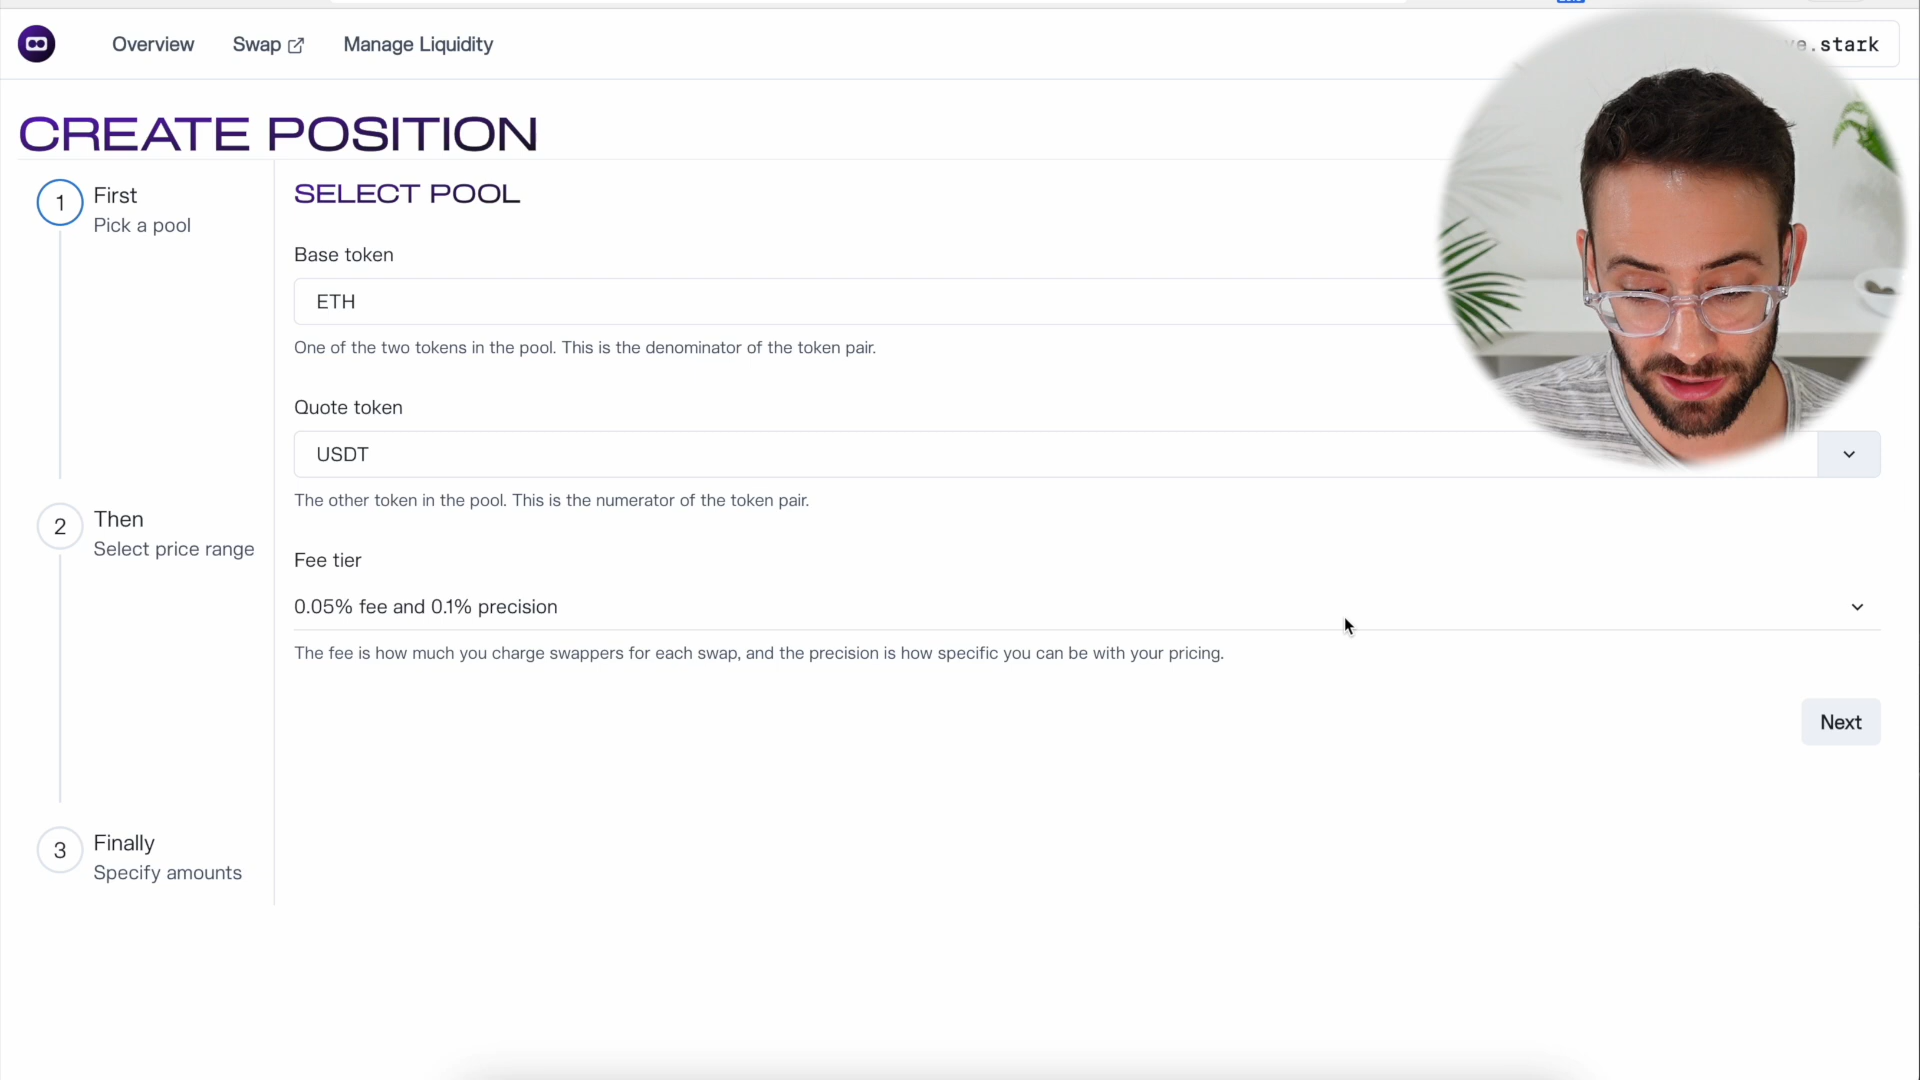 Overview
Swap
Manage Liquidity
.stark
CREATE POSITION
1
First
Pick a pool
SELECT POOL
Base token
ETH
One of the two tokens in the pool. This is the denominator of the token pair.
Quote token
USDT
The other token in the pool. This is the numerator of the token pair.
2
Then
Select price range
Fee tier
0.05% fee and 0.1% precision
The fee is how much you charge swappers for each swap, and the precision is how specific you can be with your pricing.
Next
3
Finally
Specify amounts